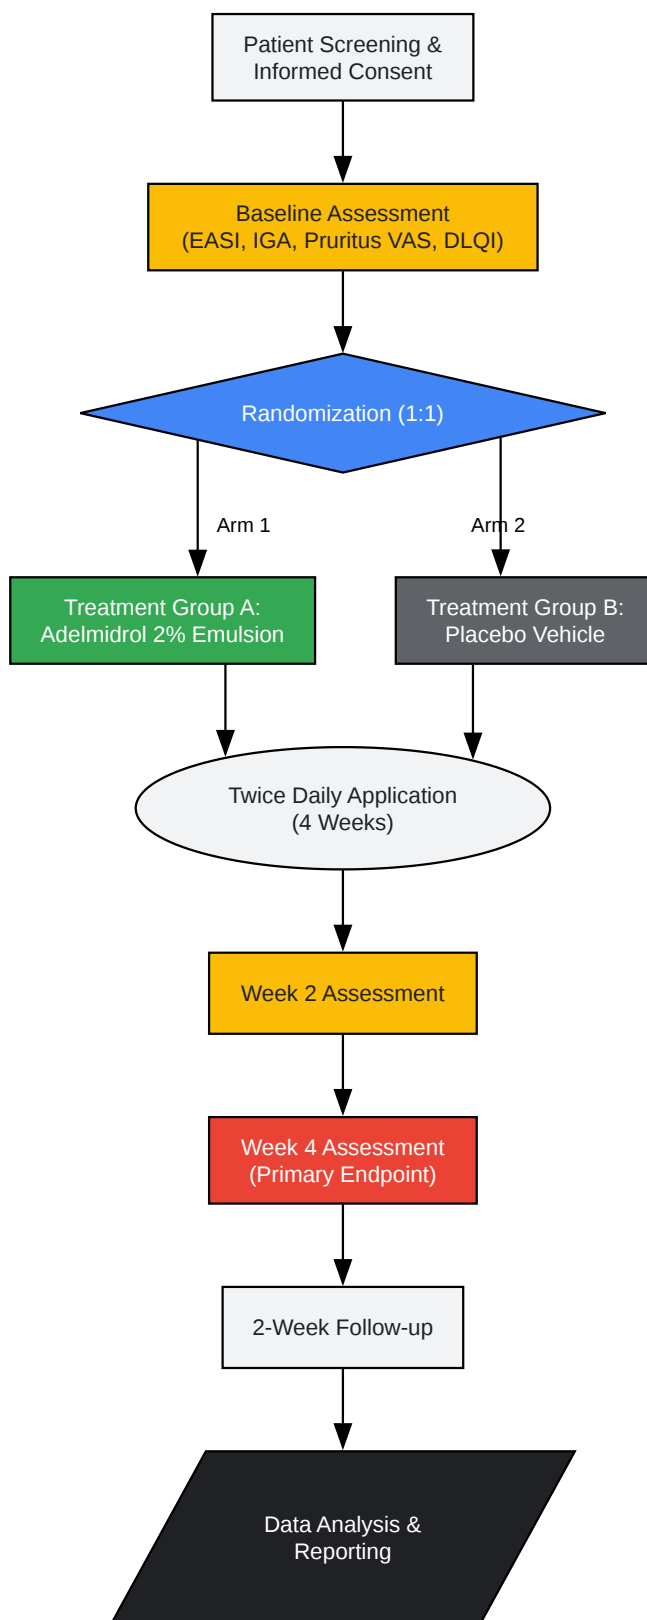 Patient Screening &
Informed Consent
Baseline Assessment
(EASI, IGA, Pruritus VAS, DLQI)
Randomization (1:1)
Arm 1
Arm 2
Treatment Group A:
Adelmidrol 2% Emulsion
Treatment Group B:
Placebo Vehicle
Twice Daily Application
(4 Weeks)
Week 2 Assessment
Week 4 Assessment
(Primary Endpoint)
2-Week Follow-up
Data Analysis &
Reporting